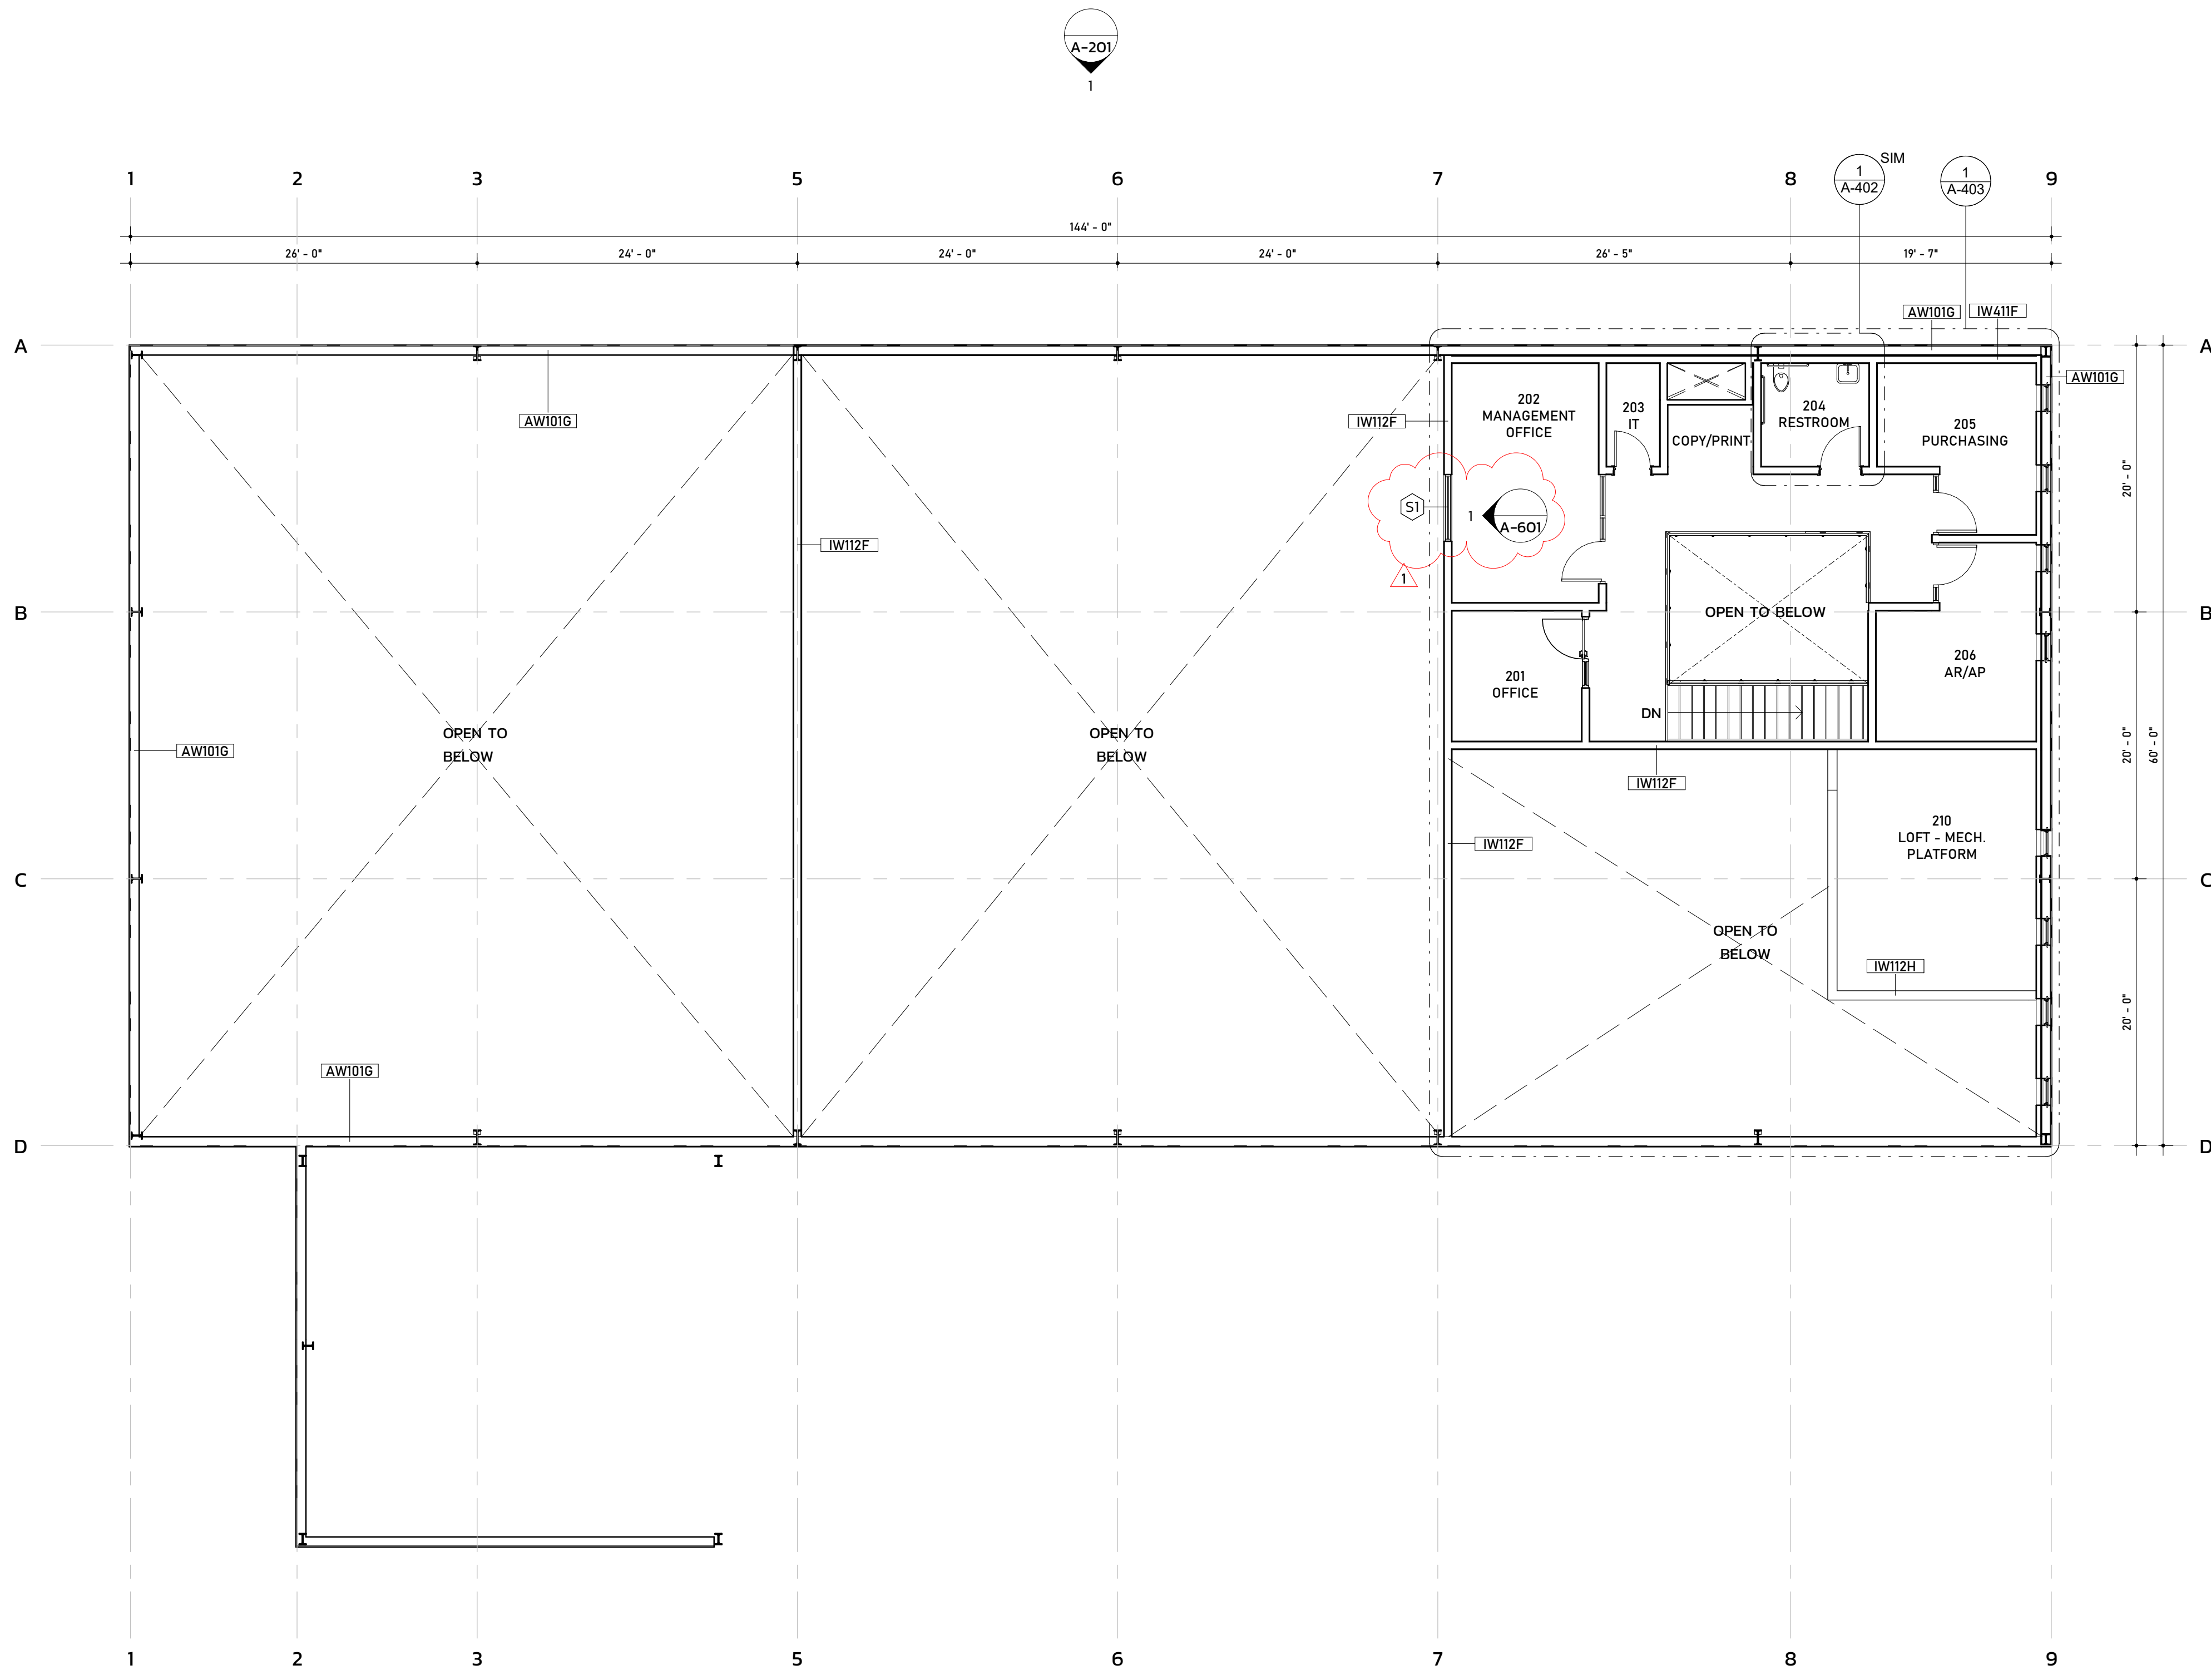 A-201
1
SIM
1
A-402
1
A-403
1
2
3
5
6
7
8
9
144' - 0"
26' - 0"
24' - 0"
24' - 0"
24' - 0"
26' - 5"
19' - 7"
AW101G
IW411F
A
A
AW101G
AW101G
IW112F
202
MANAGEMENT
OFFICE
203
IT
COPY/PRINT
204
RESTROOM
205
PURCHASING
20' - 0"
S1
1
A-601
IW112F
1
B
OPEN TO BELOW
B
201
OFFICE
206
AR/AP
DN
OPEN TO
BELOW
OPEN TO
BELOW
AW101G
20' - 0"
60' - 0"
IW112F
IW112F
210
LOFT - MECH.
PLATFORM
C
C
OPEN TO
BELOW
IW112H
20' - 0"
AW101G
D
D
1
2
3
5
6
7
8
9